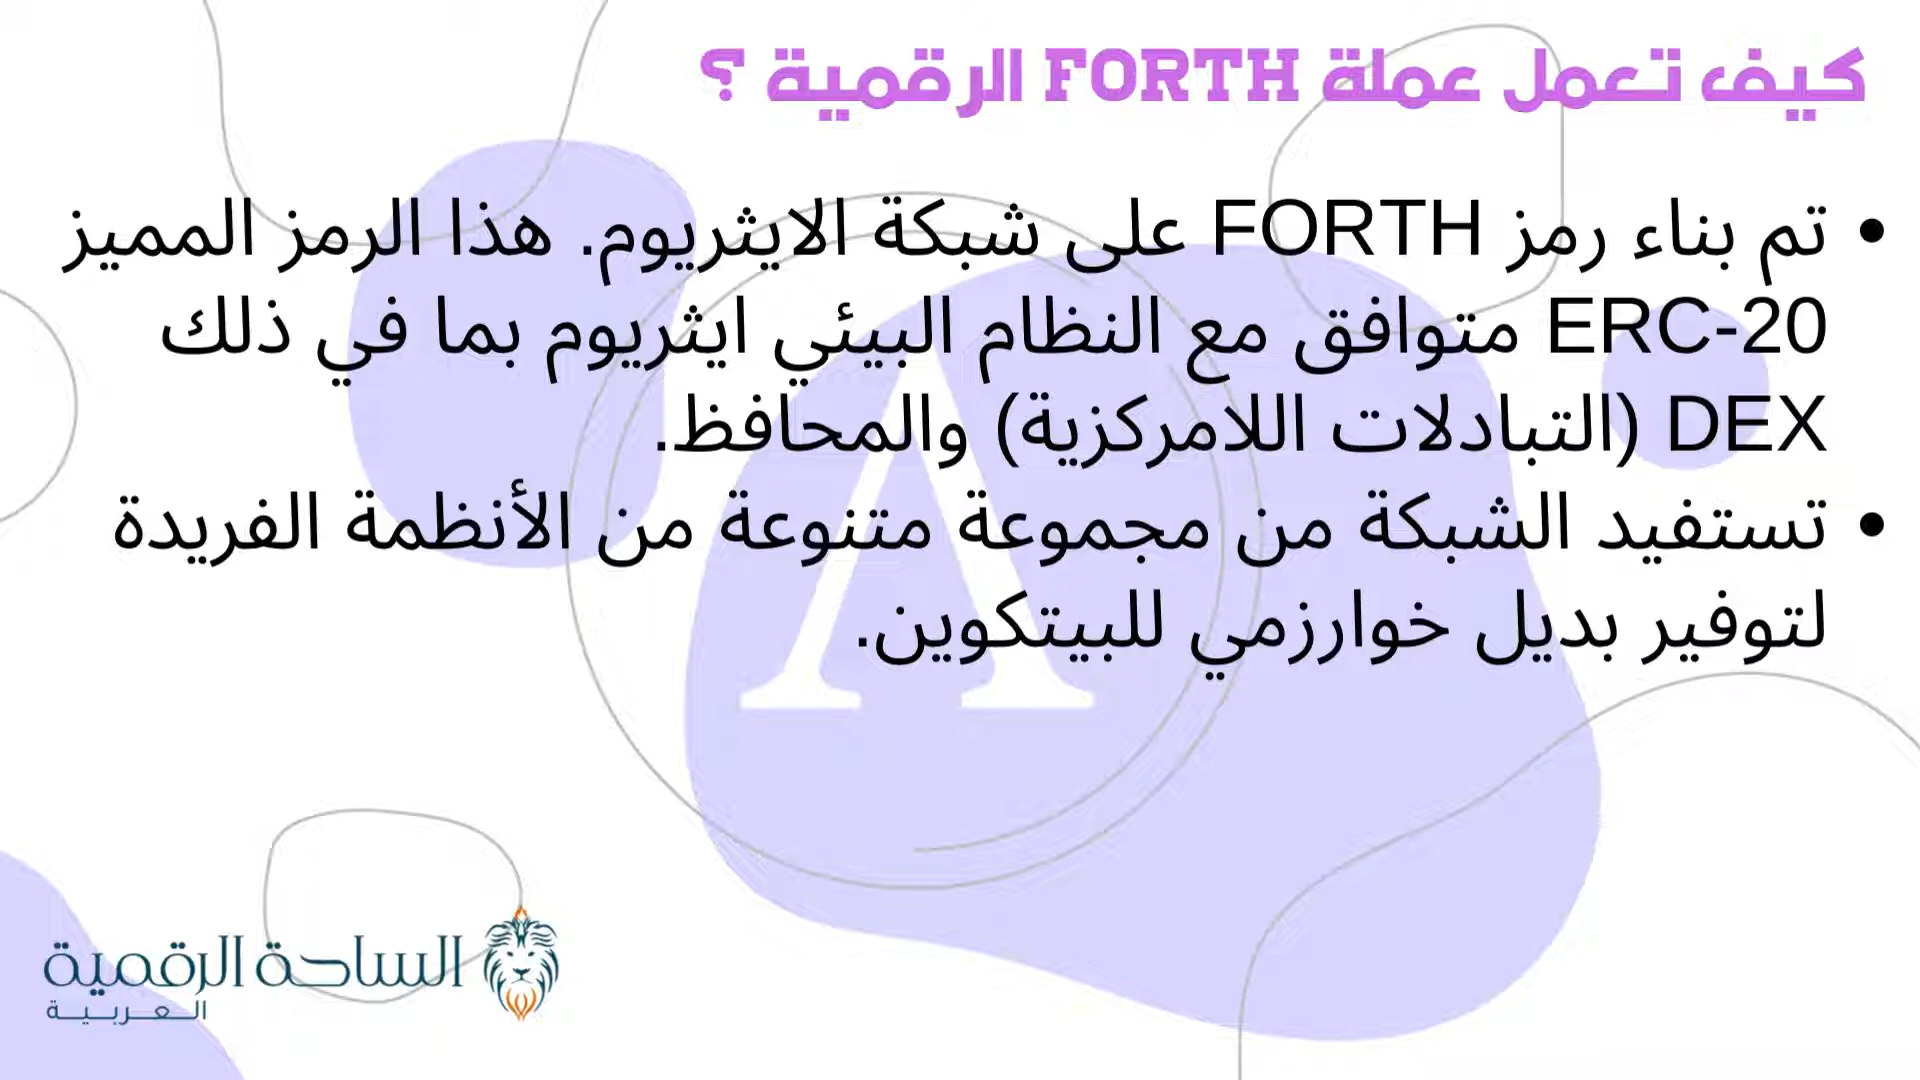 كيف تعمل عملة FORTH الرقمية ؟
• تم بناء رمز FORTH على شبكة الايثريوم. هذا الرمز المميز
ERC-20 متوافق مع النظام البيئي ايثريوم بما في ذلك
DEX (التبادلات اللامركزية) والمحافظ.
• تستفيد الشبكة من مجموعة متنوعة من الأنظمة الفريدة
لتوفير بديل خوارزمي للبيتكوين.
الساحة الرقمية
العربية